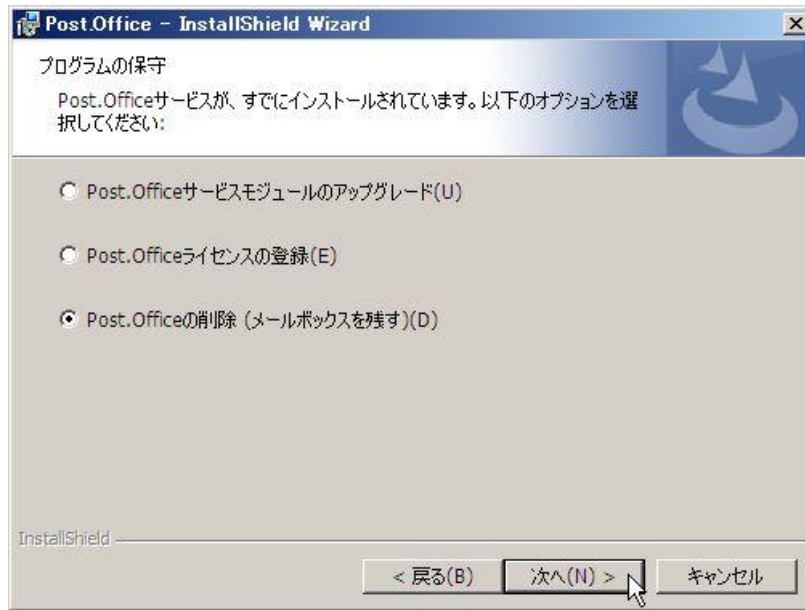 Post.Office - InstallShield Wizard
プログラムの保守
Post.Officeサービスが、すでにインストールされています。以下のオプションを選
択してください:
Post.Officeサービスモジュールのアップグレード(U)
Post.Officeライセンスの登録(E)
Post.Officeの削除 (メールボックスを残す)(D)
InstallShield
< 戻る(B)
次へ(N) >
キャンセル